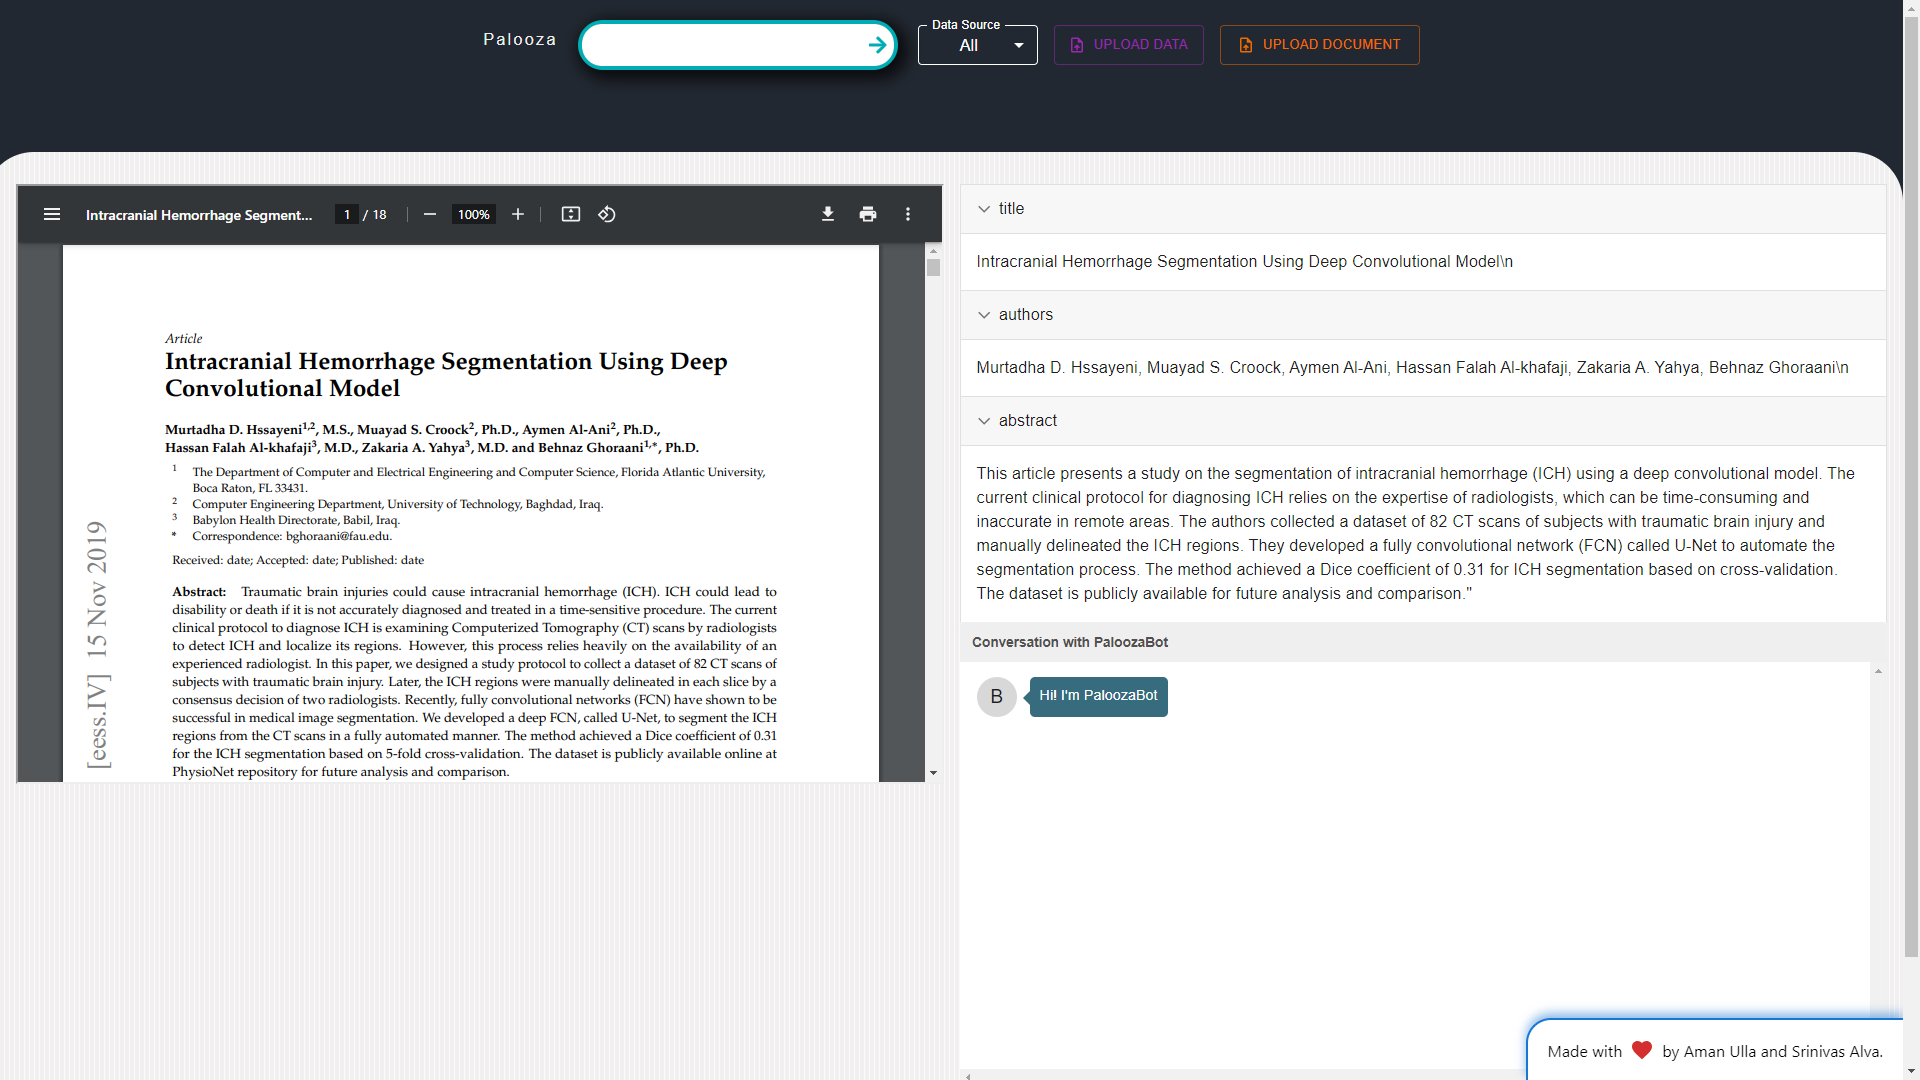 Palooza
Data Source
All
UPLOAD DATA
UPLOAD DOCUMENT
Intracranial Hemorrhage Segment...
1 / 18
100%
Article
Intracranial Hemorrhage Segmentation Using Deep
Convolutional Model
Murtadha D. Hssayeni1,2, M.S., Muayad S. Croock2, Ph.D., Aymen Al-Ani2, Ph.D.,
Hassan Falah Al-khafaji3, M.D., Zakaria A. Yahya3, M.D. and Behnaz Ghoraani1,*, Ph.D.
1 The Department of Computer and Electrical Engineering and Computer Science, Florida Atlantic University,
Boca Raton, FL 33431.
2 Computer Engineering Department, University of Technology, Baghdad, Iraq.
3 Babylon Health Directorate, Babil, Iraq.
* Correspondence: bghoraani@fau.edu.
Received: date; Accepted: date; Published: date
Abstract: Traumatic brain injuries could cause intracranial hemorrhage (ICH). ICH could lead to
disability or death if it is not accurately diagnosed and treated in a time-sensitive procedure. The current
clinical protocol to diagnose ICH is examining Computerized Tomography (CT) scans by radiologists
to detect ICH and localize its regions. However, this process relies heavily on the availability of an
experienced radiologist. In this paper, we designed a study protocol to collect a dataset of 82 CT scans of
subjects with traumatic brain injury. Later, the ICH regions were manually delineated in each slice by a
consensus decision of two radiologists. Recently, fully convolutional networks (FCN) have shown to be
successful in medical image segmentation. We developed a deep FCN, called U-Net, to segment the ICH
regions from the CT scans in a fully automated manner. The method achieved a Dice coefficient of 0.31
for the ICH segmentation based on 5-fold cross-validation. The dataset is publicly available online at
PhysioNet repository for future analysis and comparison.
[eess.IV] 15 Nov 2019
title
Intracranial Hemorrhage Segmentation Using Deep Convolutional Model\n
authors
Murtadha D. Hssayeni, Muayad S. Croock, Aymen Al-Ani, Hassan Falah Al-khafaji, Zakaria A. Yahya, Behnaz Ghoraani\n
abstract
This article presents a study on the segmentation of intracranial hemorrhage (ICH) using a deep convolutional model. The
current clinical protocol for diagnosing ICH relies on the expertise of radiologists, which can be time-consuming and
inaccurate in remote areas. The authors collected a dataset of 82 CT scans of subjects with traumatic brain injury and
manually delineated the ICH regions. They developed a fully convolutional network (FCN) called U-Net to automate the
segmentation process. The method achieved a Dice coefficient of 0.31 for ICH segmentation based on cross-validation.
The dataset is publicly available for future analysis and comparison."
Conversation with PaloozaBot
B
Hi! I'm PaloozaBot
Made with ❤ by Aman Ulla and Srinivas Alva.